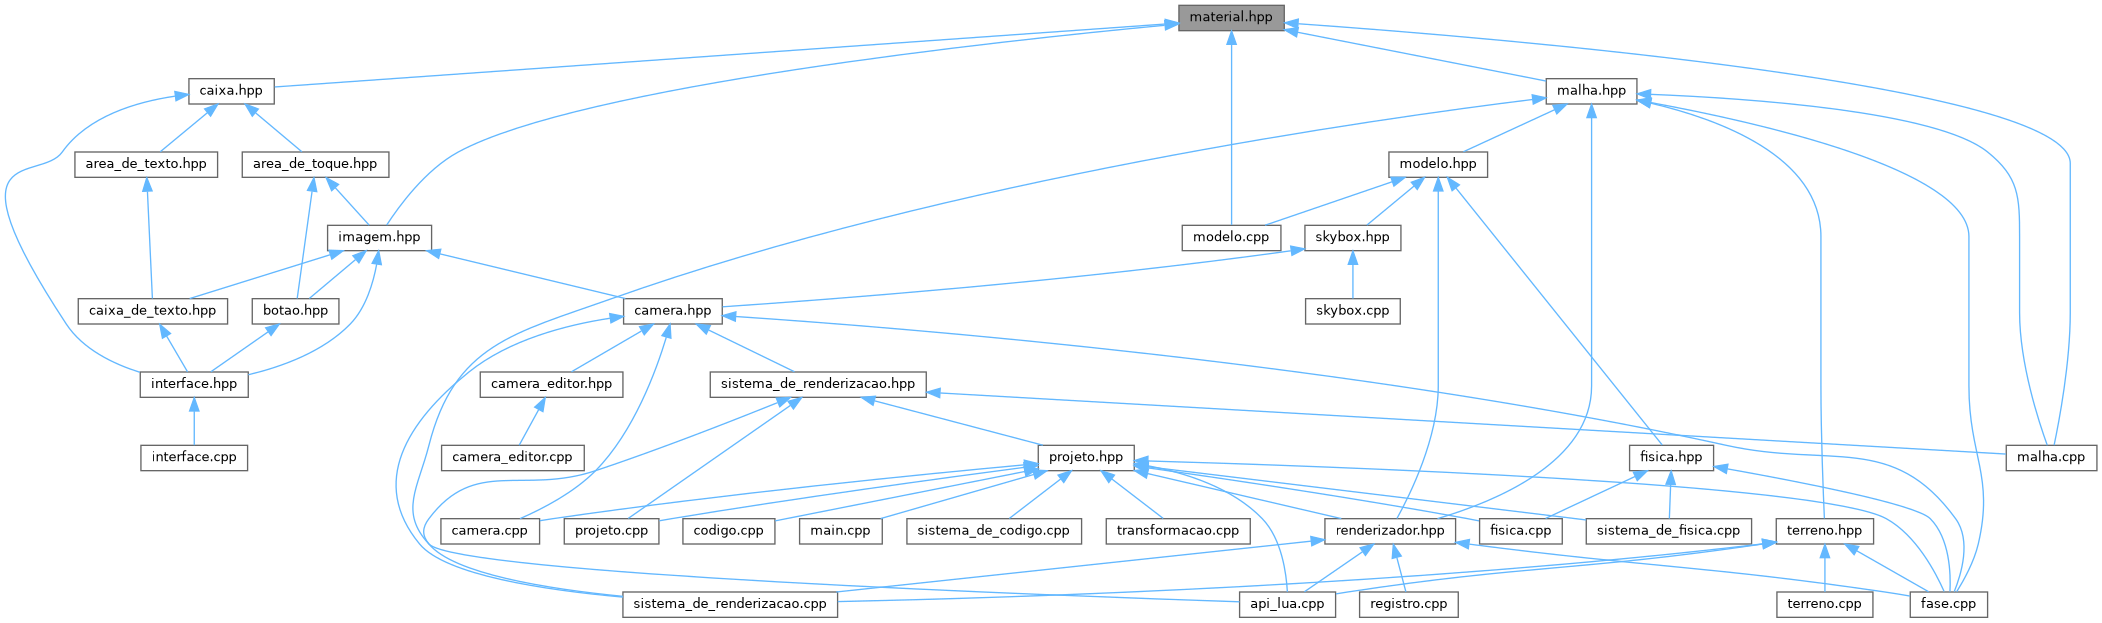 material.hpp
caixa.hpp
malha.hpp
area_de_texto.hpp
area_de_toque.hpp
modelo.hpp
imagem.hpp
modelo.cpp
skybox.hpp
caixa_de_texto.hpp
botao.hpp
camera.hpp
skybox.cpp
interface.hpp
camera_editor.hpp
sistema_de_renderizacao.hpp
interface.cpp
camera_editor.cpp
projeto.hpp
fisica.hpp
malha.cpp
camera.cpp
projeto.cpp
codigo.cpp
main.cpp
sistema_de_codigo.cpp
transformacao.cpp
renderizador.hpp
fisica.cpp
sistema_de_fisica.cpp
terreno.hpp
sistema_de_renderizacao.cpp
api_lua.cpp
registro.cpp
terreno.cpp
fase.cpp